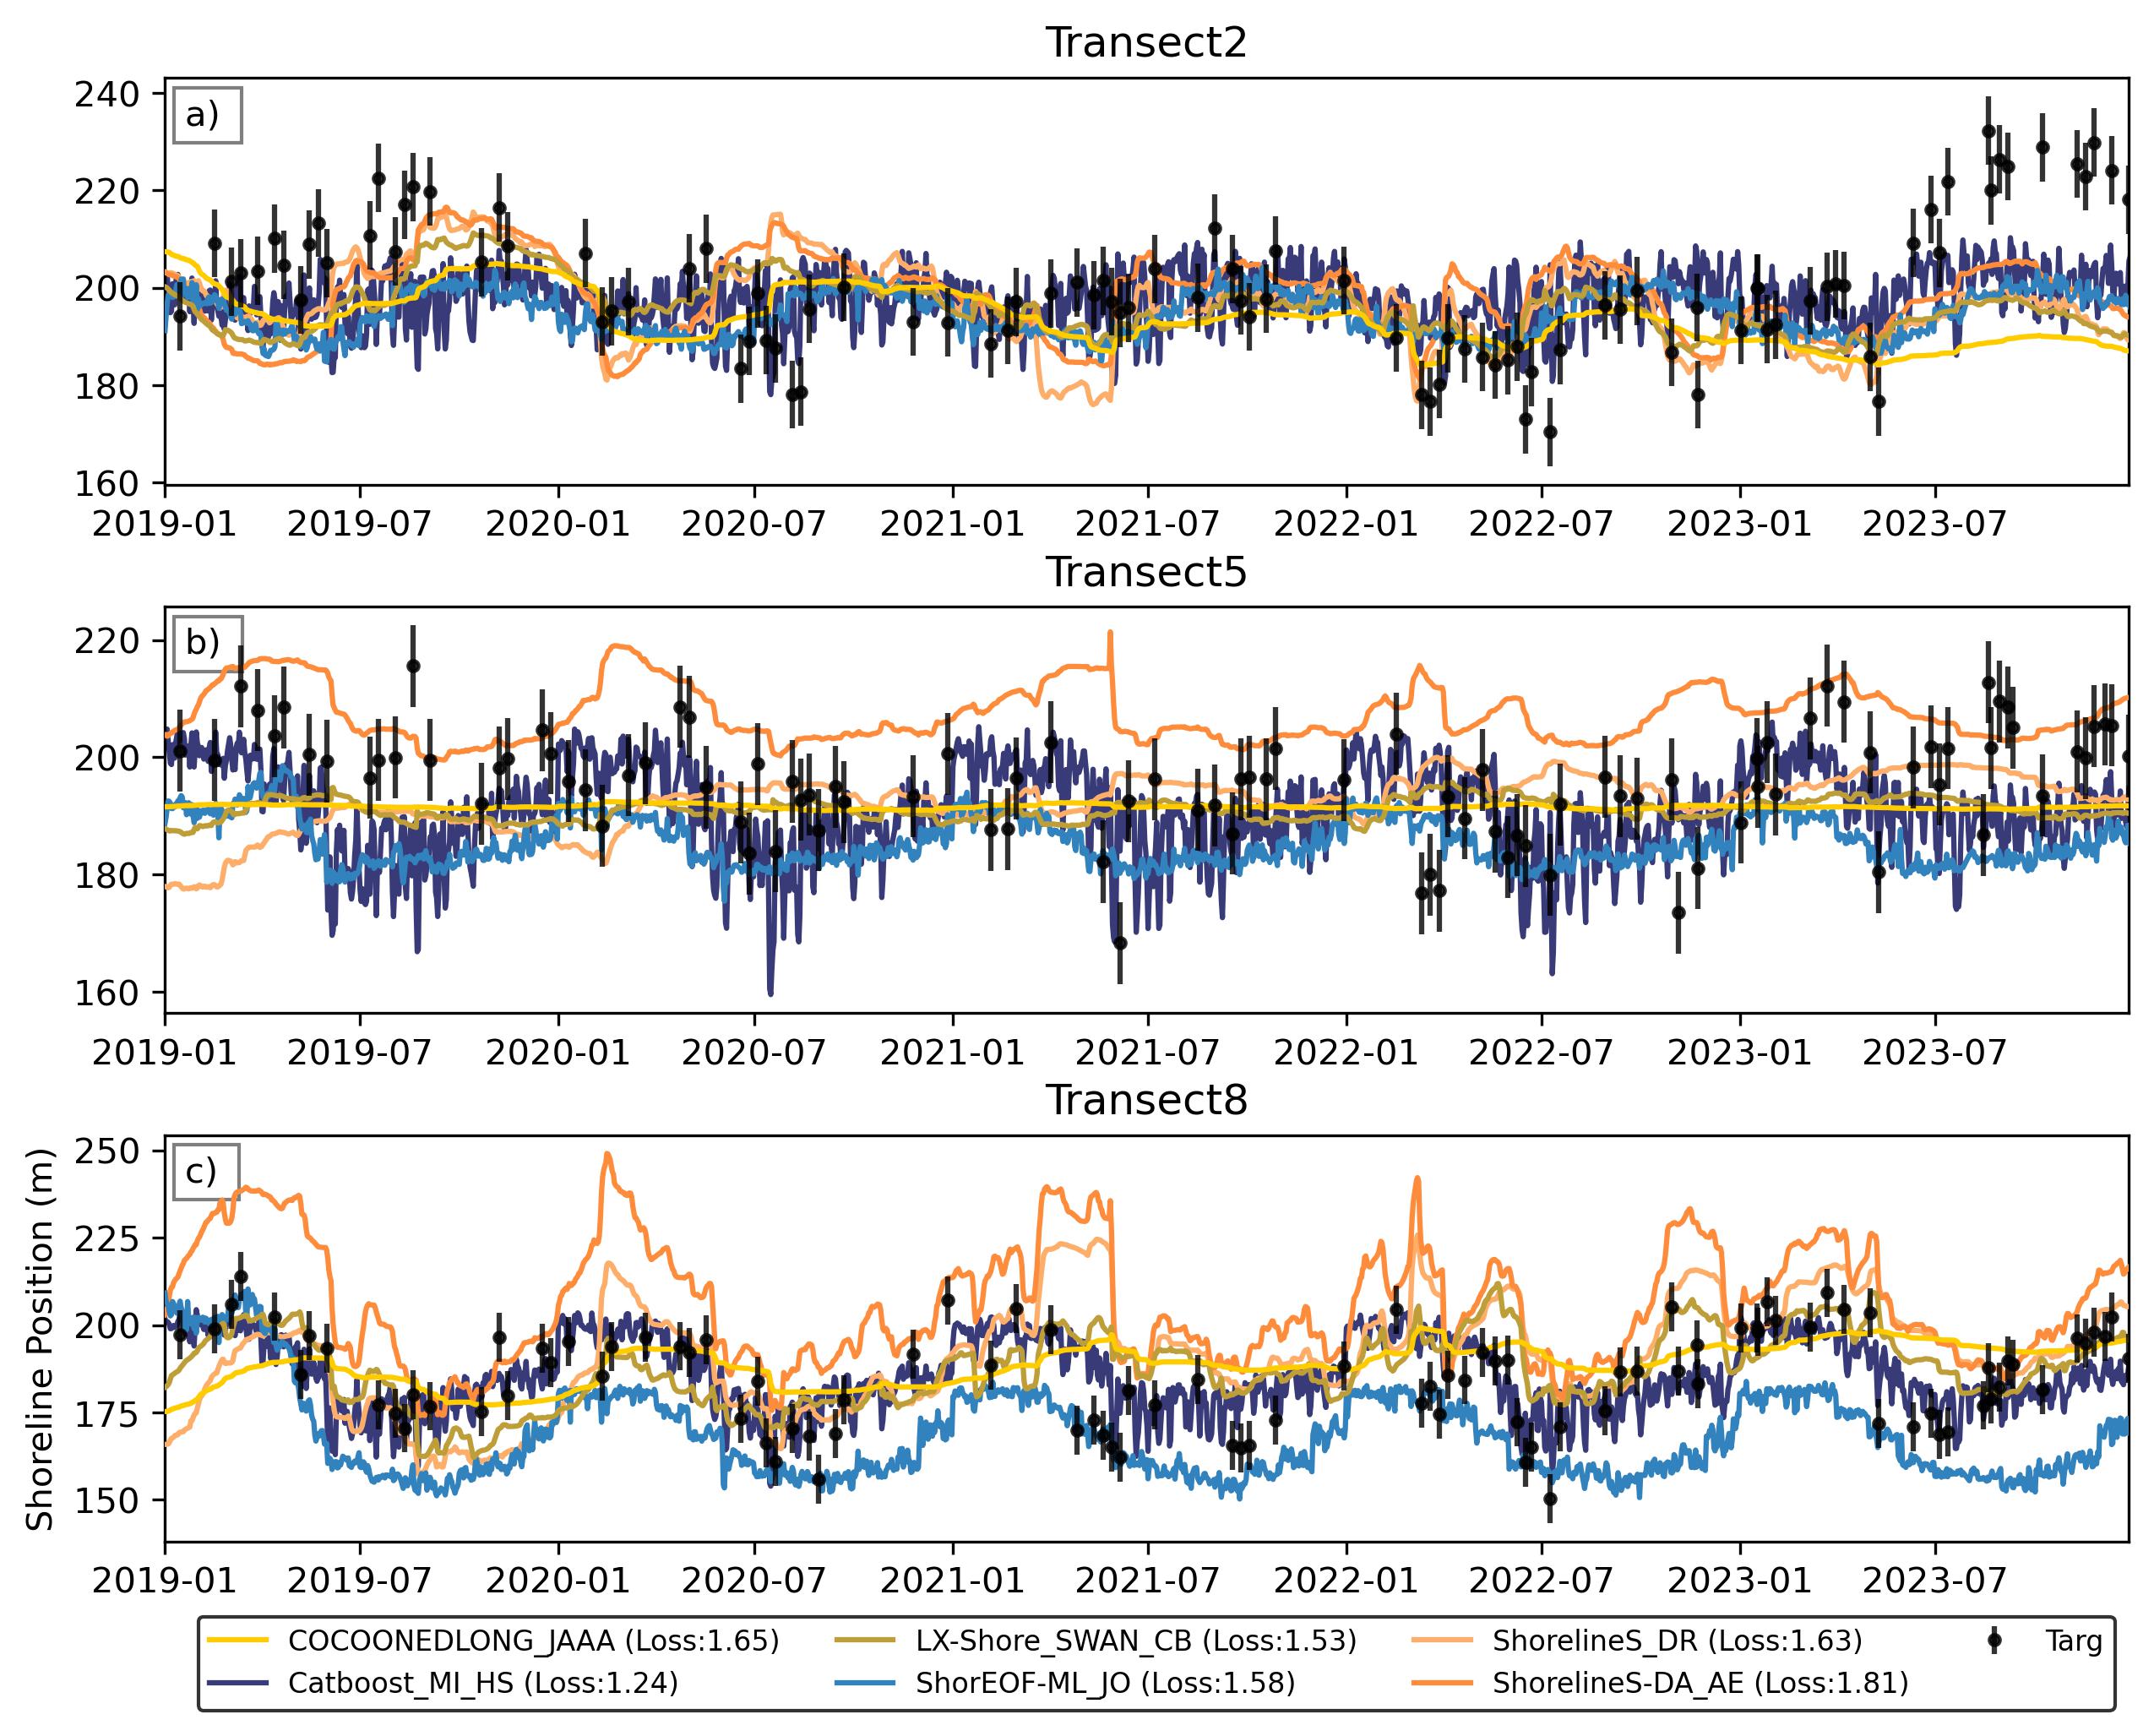 Transect2
a)
240
220
200
180
160
2019-01 2019-07 2020-01 2020-07 2021-01 2021-07 2022-01 2022-07 2023-01 2023-07
Transect5
b)
220
200
180
160
2019-01 2019-07 2020-01 2020-07 2021-01 2021-07 2022-01 2022-07 2023-01 2023-07
Transect8
c)
Shoreline Position (m)
250
225
200
175
150
2019-01 2019-07 2020-01 2020-07 2021-01 2021-07 2022-01 2022-07 2023-01 2023-07
COCOONEDLONG_JAAA (Loss:1.65) LX-Shore_SWAN_CB (Loss:1.53) ShorelineS_DR (Loss:1.63) Targ
Catboost_MI_HS (Loss:1.24) ShorEOF-ML_JO (Loss:1.58) ShorelineS-DA_AE (Loss:1.81)